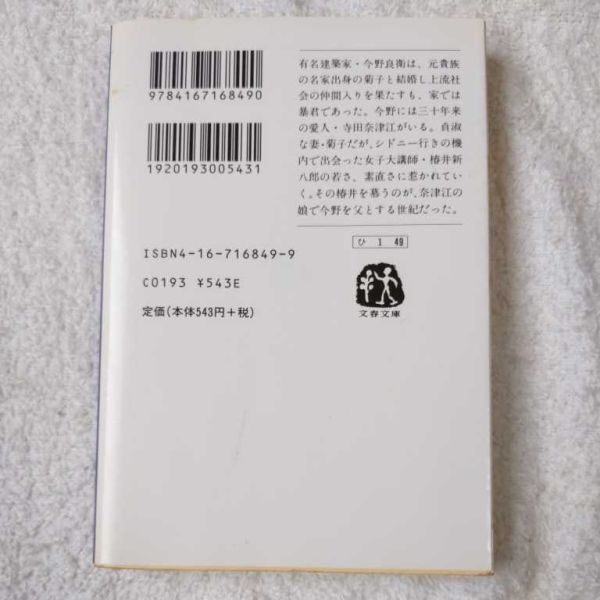 9784167168490
1920193005431
ISBN4-16-716849-9
C0193 ¥543E
定価(本体543円+税)
有名建築家・今野良衛は、元貴族
の名家出身の菊子と結婚し上流社
会の仲間入りを果たすも、家では
暴君であった。今野には三十年来
の愛人・寺田奈津江がいる。貞淑
な妻・菊子だが、シドニー行きの機
内で出会った女子大講師・椿井新
八郎の若さ、素直さに惹かれてい
く。その椿井を慕うのが、奈津江の
娘で今野を父とする世紀だった。
ひ 1 49
文春文庫